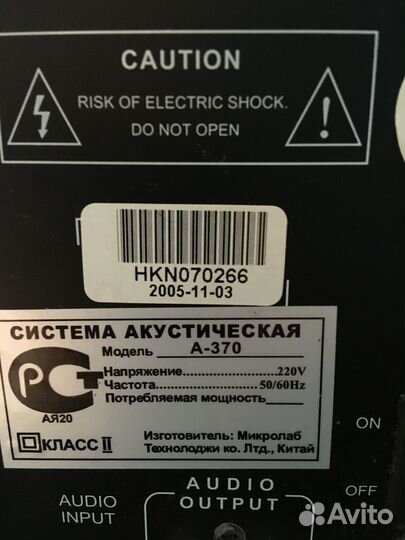 CAUTION
RISK OF ELECTRIC SHOCK.
DO NOT OPEN
HKN070266
2005-11-03
СИСТЕМА АКУСТИЧЕСКАЯ
Модель А-370
Напряжение 220V
Частота 50/60Hz
Потребляемая мощность
РСТ
АЯ20
КЛАСС II
Изготовитель: Микролаб
Технолоджи ко. Лтд., Китай
ON
AUDIO
INPUT
AUDIO
OUTPUT
OFF
Avito